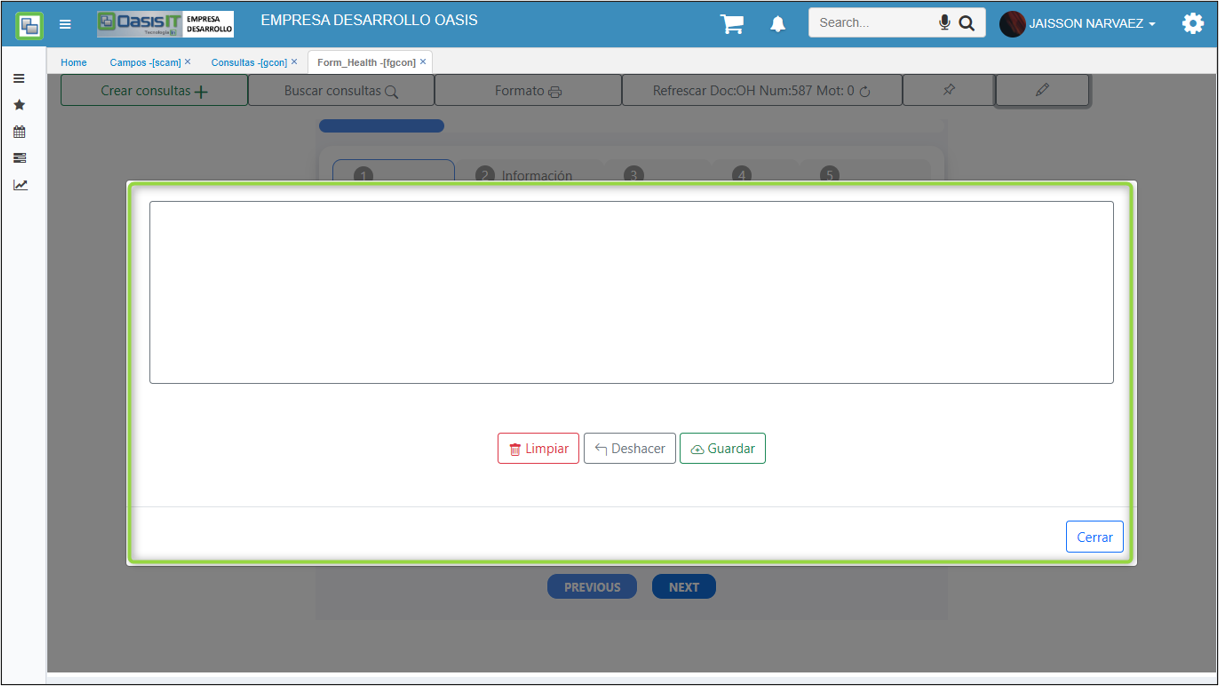 OasisIT
Tecnología
EMPRESA
DESARROLLO
EMPRESA DESARROLLO OASIS
Search...
JAISSON NARVAEZ
Home
Campos -[scam] ×
Consultas -[gcon] ×
Form_Health -[fgcon] ×
Crear consultas
Buscar consultas
Formato
Refrescar Doc:OH Num:587 Mot: 0
1
2 Información
3
4
5
Limpiar
Deshacer
Guardar
Cerrar
PREVIOUS
NEXT